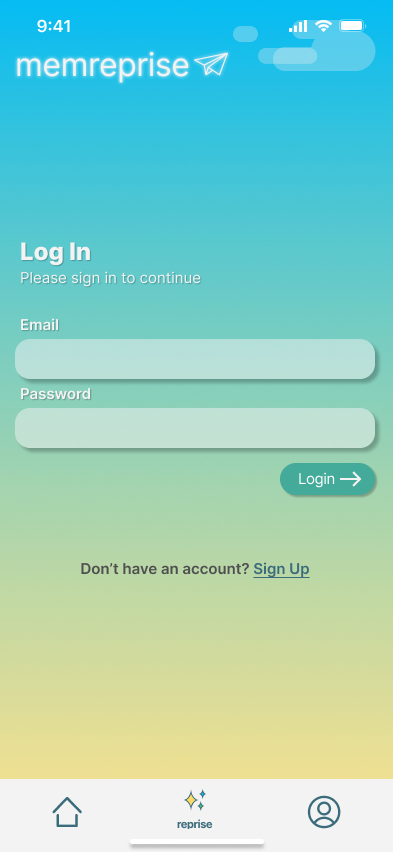 9:41
memreprise
Log In
Please sign in to continue
Email
Password
Login
Don’t have an account? Sign Up
reprise